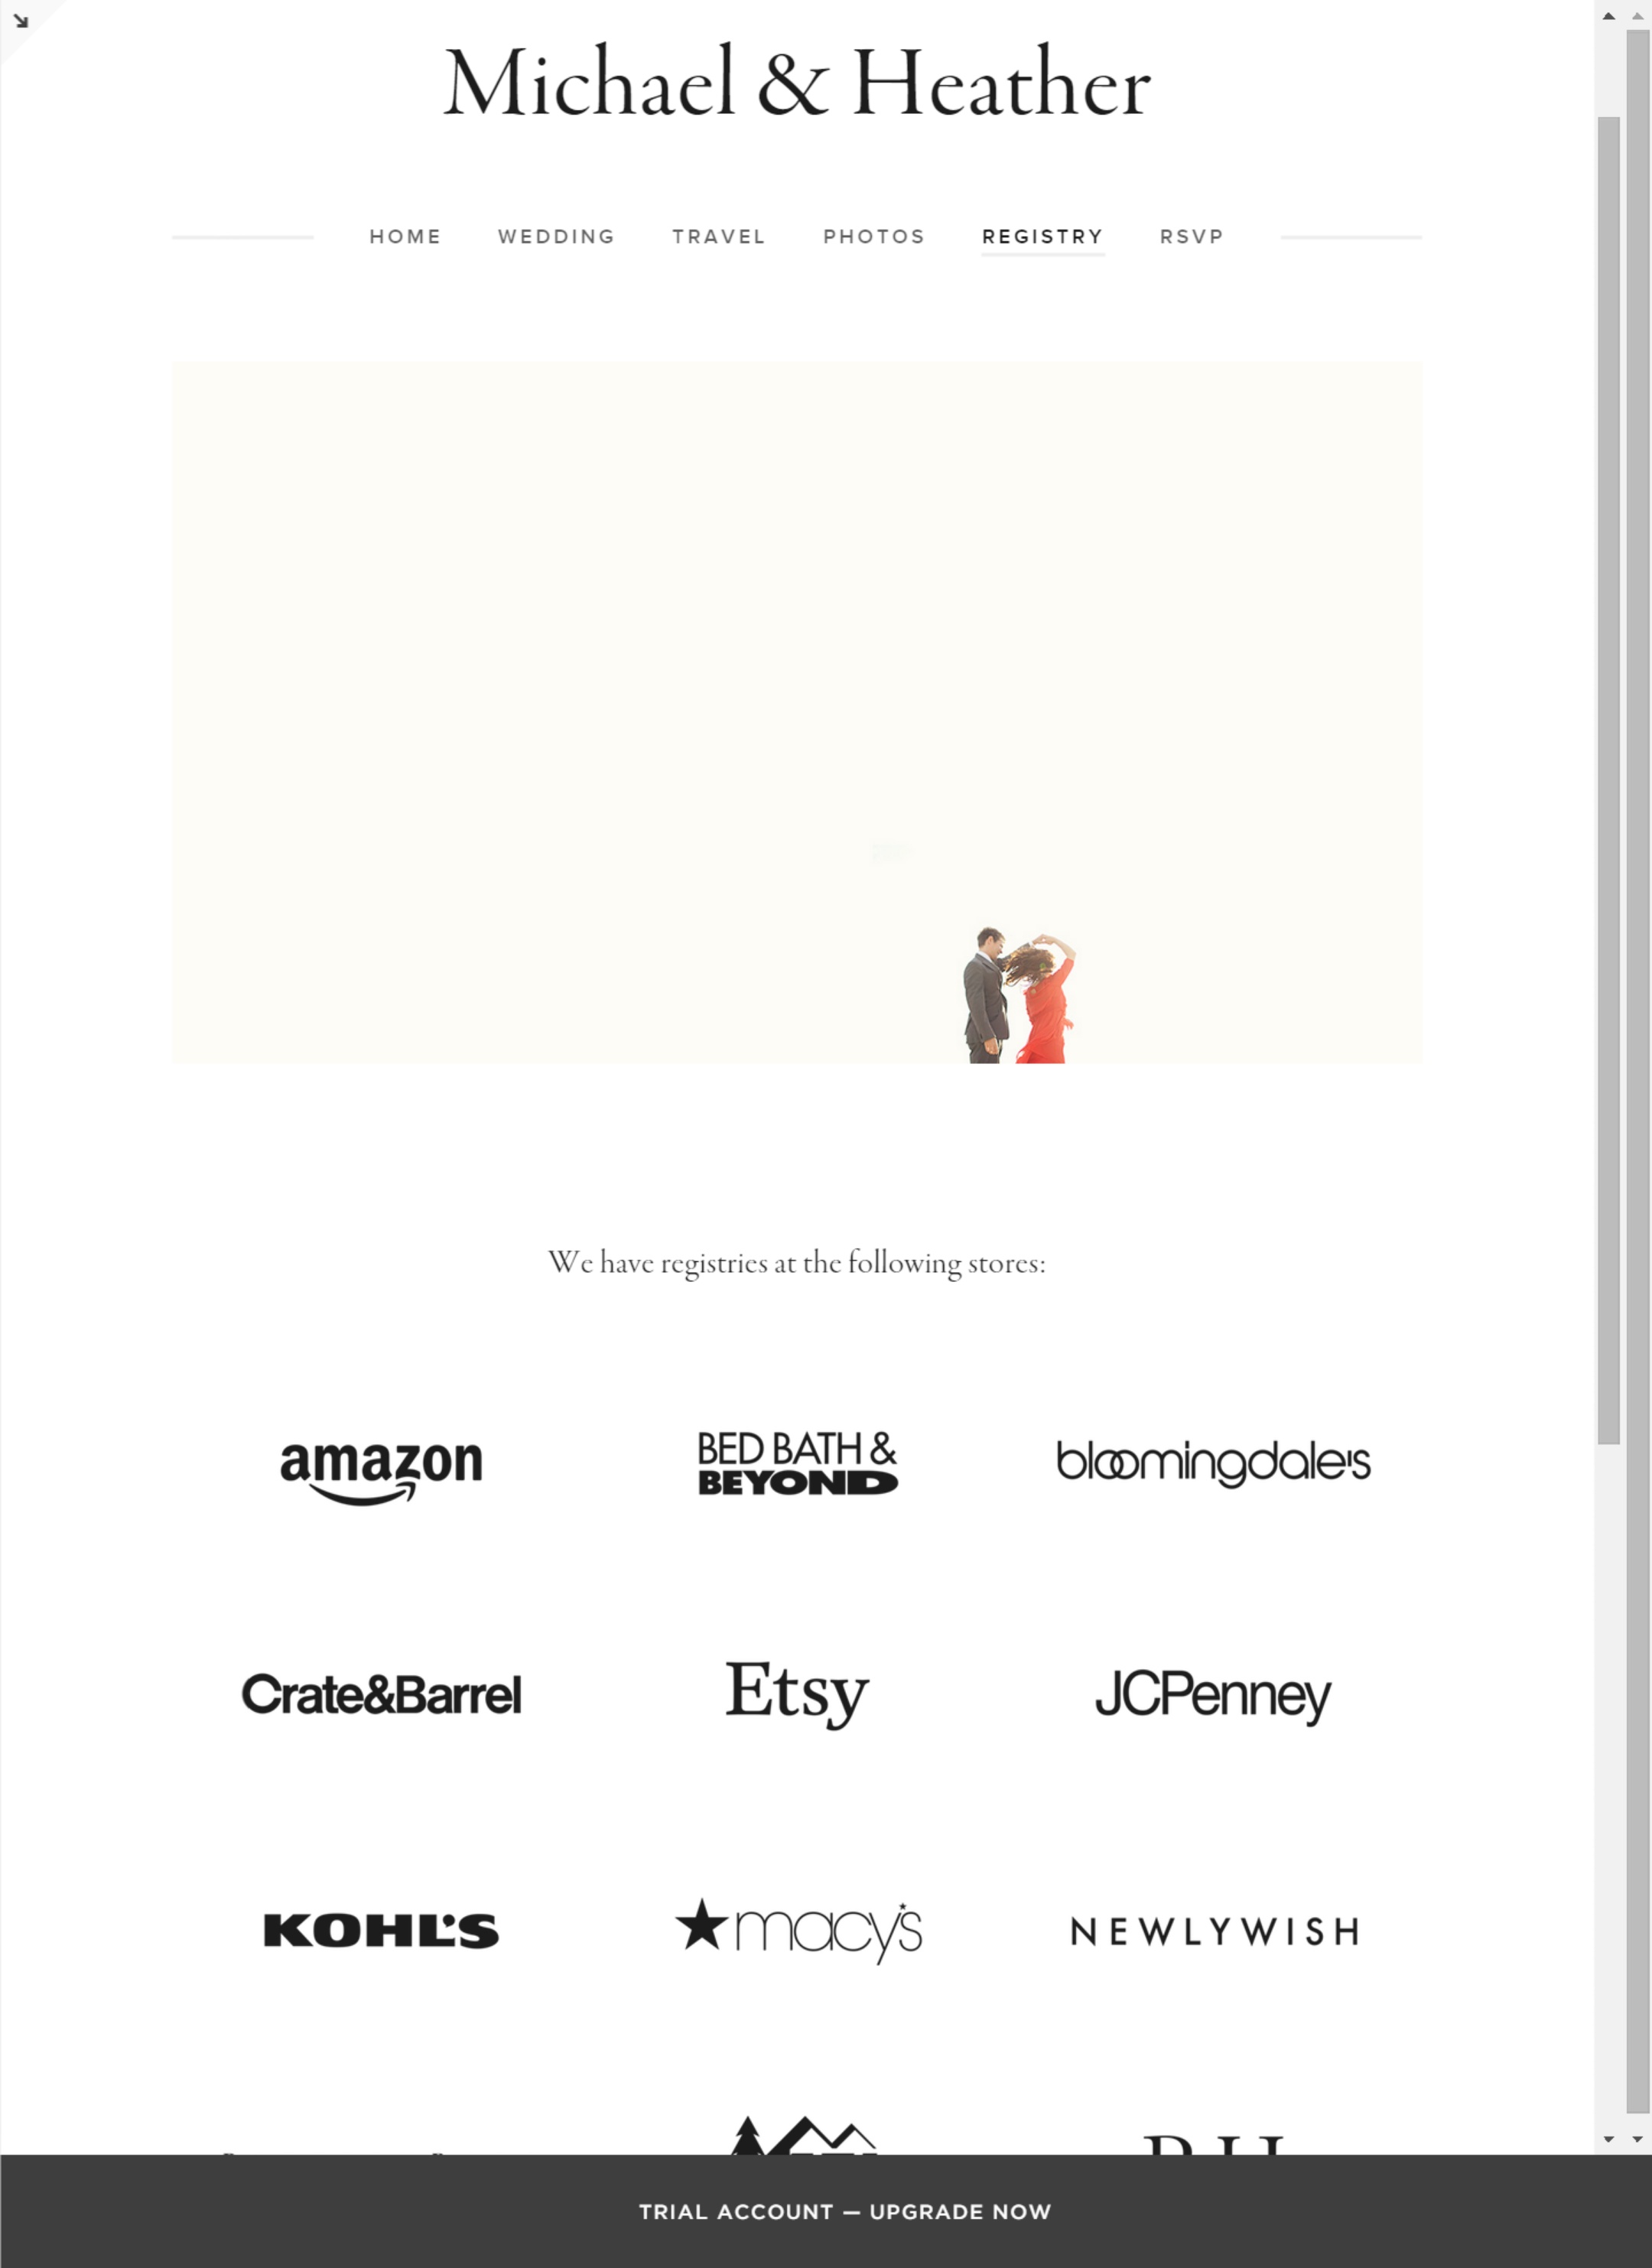 Michael & Heather
HOME WEDDING TRAVEL PHOTOS REGISTRY RSVP
We have registries at the following stores:
amazon BED BATH & BEYOND bloomingdale's
Crate&Barrel Etsy JCPenney
KOHL'S macy's NEWLYWISH
TRIAL ACCOUNT — UPGRADE NOW